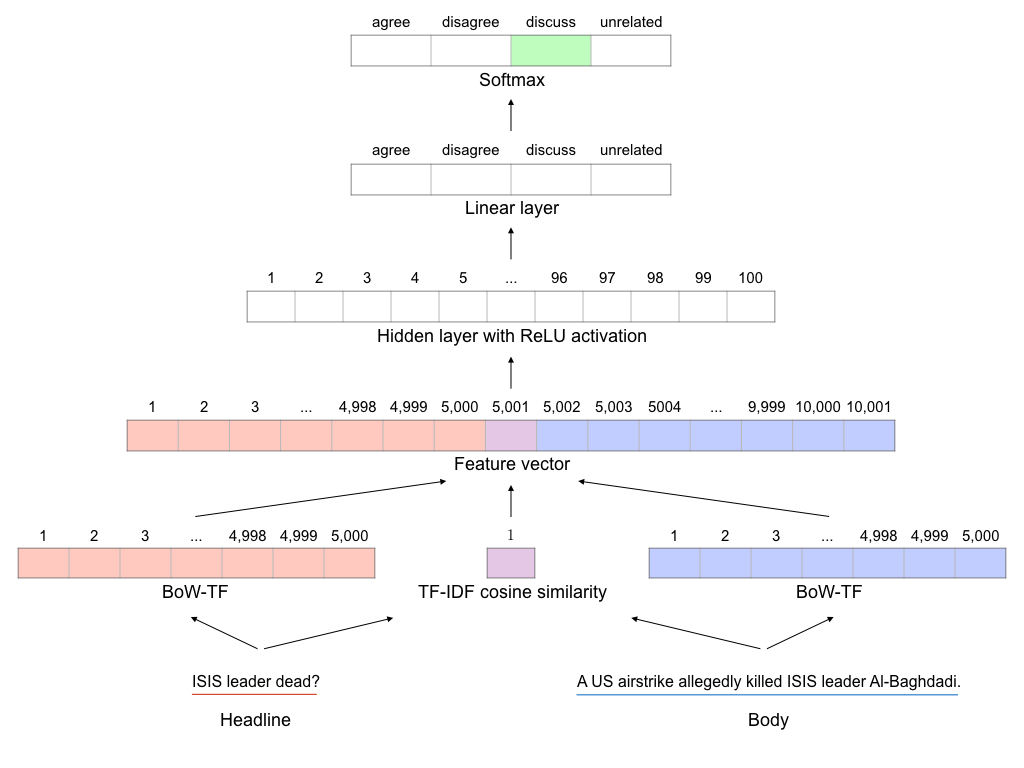 agree disagree discuss unrelated
Softmax
agree disagree discuss unrelated
Linear layer
1 2 3 4 5 ... 96 97 98 99 100
Hidden layer with ReLU activation
1 2 3 ... 4,998 4,999 5,000 5,001 5,002 5,003 5004 ... 9,999 10,000 10,001
Feature vector
1 2 3 ... 4,998 4,999 5,000 1 1 2 3 ... 4,998 4,999 5,000
BoW-TF TF-IDF cosine similarity BoW-TF
ISIS leader dead? A US airstrike allegedly killed ISIS leader Al-Baghdadi.
Headline Body